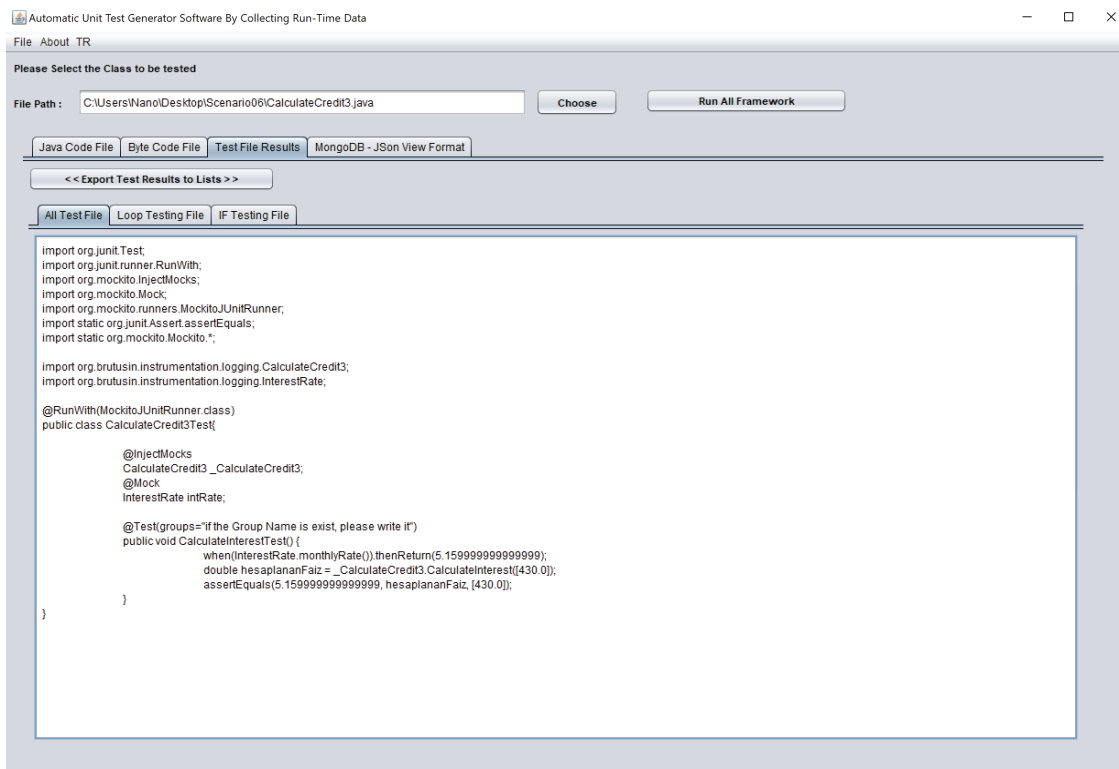 Automatic Unit Test Generator Software By Collecting Run-Time Data
File About TR
Please Select the Class to be tested
File Path : C:\Users\Nano\Desktop\Scenario06\CalculateCredit3.java Choose Run All Framework
Java Code File Byte Code File Test File Results MongoDB - JSon View Format
<< Export Test Results to Lists >>
All Test File Loop Testing File IF Testing File
import org.junit.Test;
import org.junit.runner.RunWith;
import org.mockito.InjectMocks;
import org.mockito.Mock;
import org.mockito.runners.MockitoJUnitRunner;
import static org.junit.Assert.assertEquals;
import static org.mockito.Mockito.*;
import org.brutusin.instrumentation.logging.CalculateCredit3;
import org.brutusin.instrumentation.logging.InterestRate;
@RunWith(MockitoJUnitRunner.class)
public class CalculateCredit3Test{
@InjectMocks
CalculateCredit3 _CalculateCredit3;
@Mock
InterestRate intRate;
@Test(groups="if the Group Name is exist, please write it")
public void CalculateInterestTest() {
when(InterestRate.monthlyRate()).thenReturn(5.159999999999999);
double hesaplananFaiz = _CalculateCredit3.CalculateInterest([430.0]);
assertEquals(5.159999999999999, hesaplananFaiz, [430.0]);
}
}